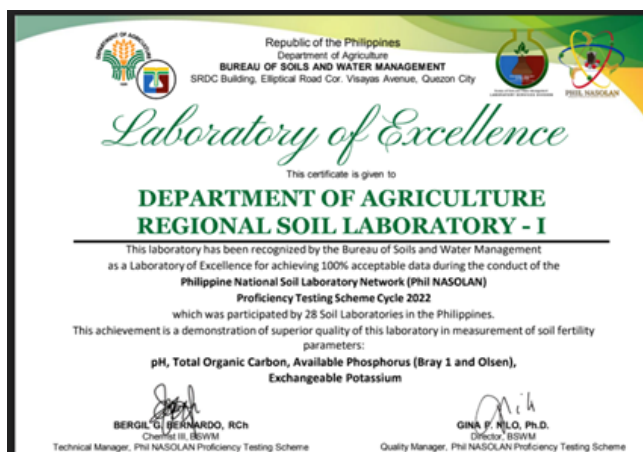 Republic of the Philippines
Department of Agriculture
BUREAU OF SOILS AND WATER MANAGEMENT
SRDC Building, Elliptical Road Cor. Visayas Avenue, Quezon City
DEPARTMENT OF AGRICULTURE
PHIL NASOLAN
Laboratory of Excellence
This certificate is given to
DEPARTMENT OF AGRICULTURE
REGIONAL SOIL LABORATORY - I
This laboratory has been recognized by the Bureau of Soils and Water Management
as a Laboratory of Excellence for achieving 100% acceptable data during the conduct of the
Philippine National Soil Laboratory Network (Phil NASOLAN)
Proficiency Testing Scheme Cycle 2022
which was participated by 28 Soil Laboratories in the Philippines.
This achievement is a demonstration of superior quality of this laboratory in measurement of soil fertility
parameters:
pH, Total Organic Carbon, Available Phosphorus (Bray 1 and Olsen),
Exchangeable Potassium
BERGIL G. BERNARDO, RCh
Chemist III, BSWM
Technical Manager, Phil NASOLAN Proficiency Testing Scheme
GINA P. NILO, Ph.D.
Director, BSWM
Quality Manager, Phil NASOLAN Proficiency Testing Scheme